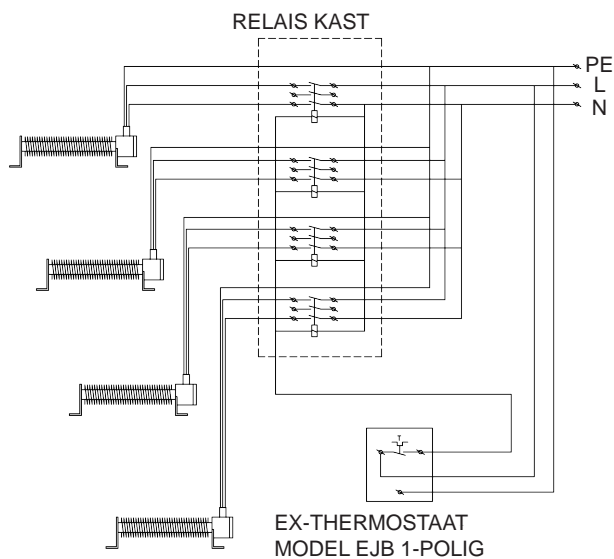 RELAIS KAST
PE
L
N
EX-THERMOSTAAT
MODEL EJB 1-POLIG